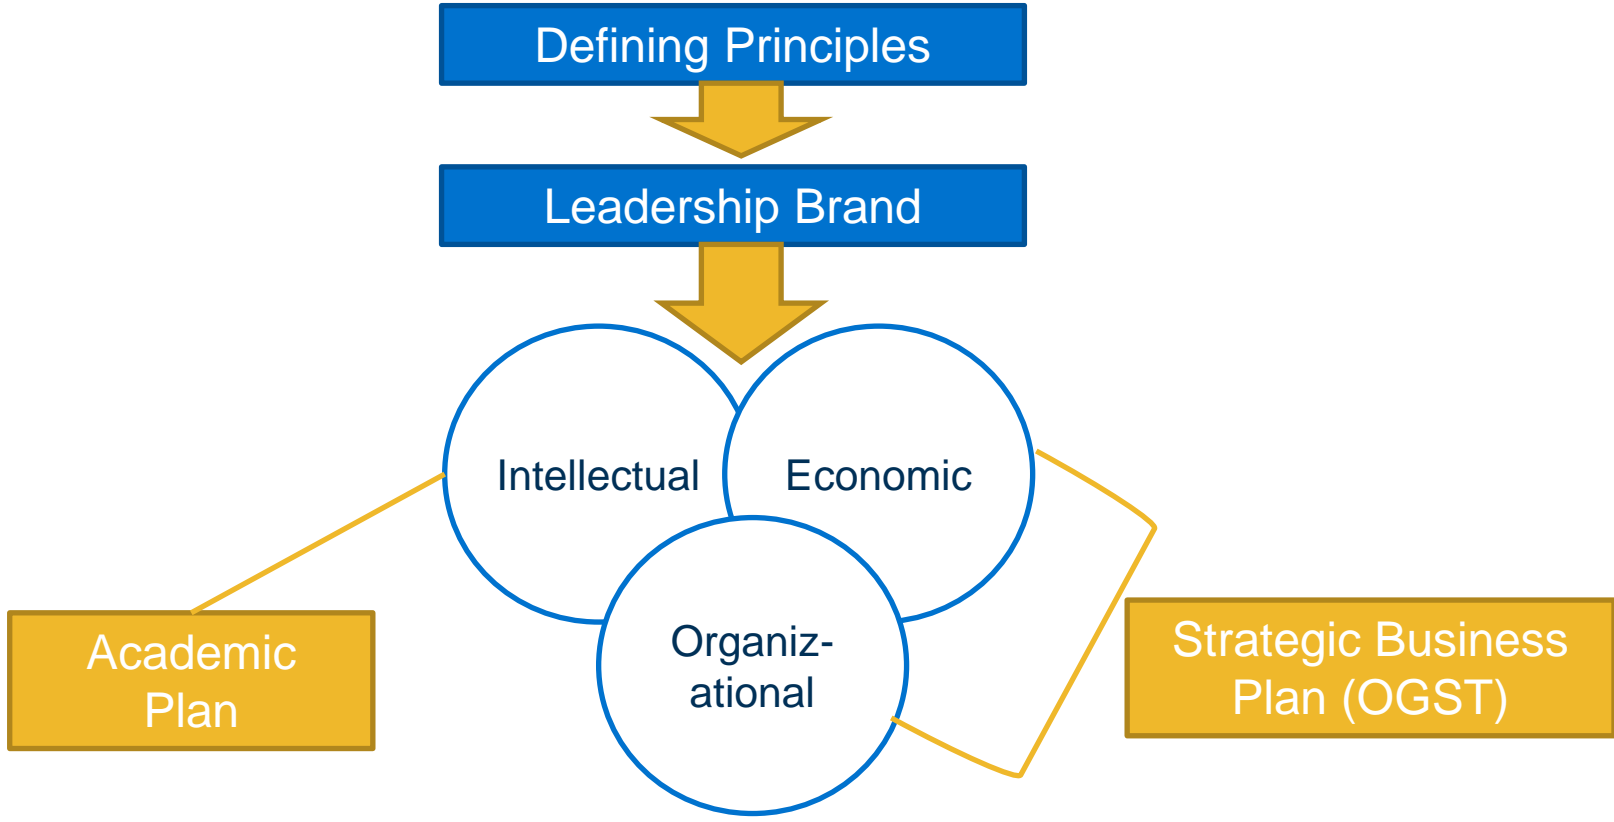 Defining Principles
Leadership Brand
Intellectual
Economic
Organiz-
ational
Academic
Plan
Strategic Business
Plan (OGST)